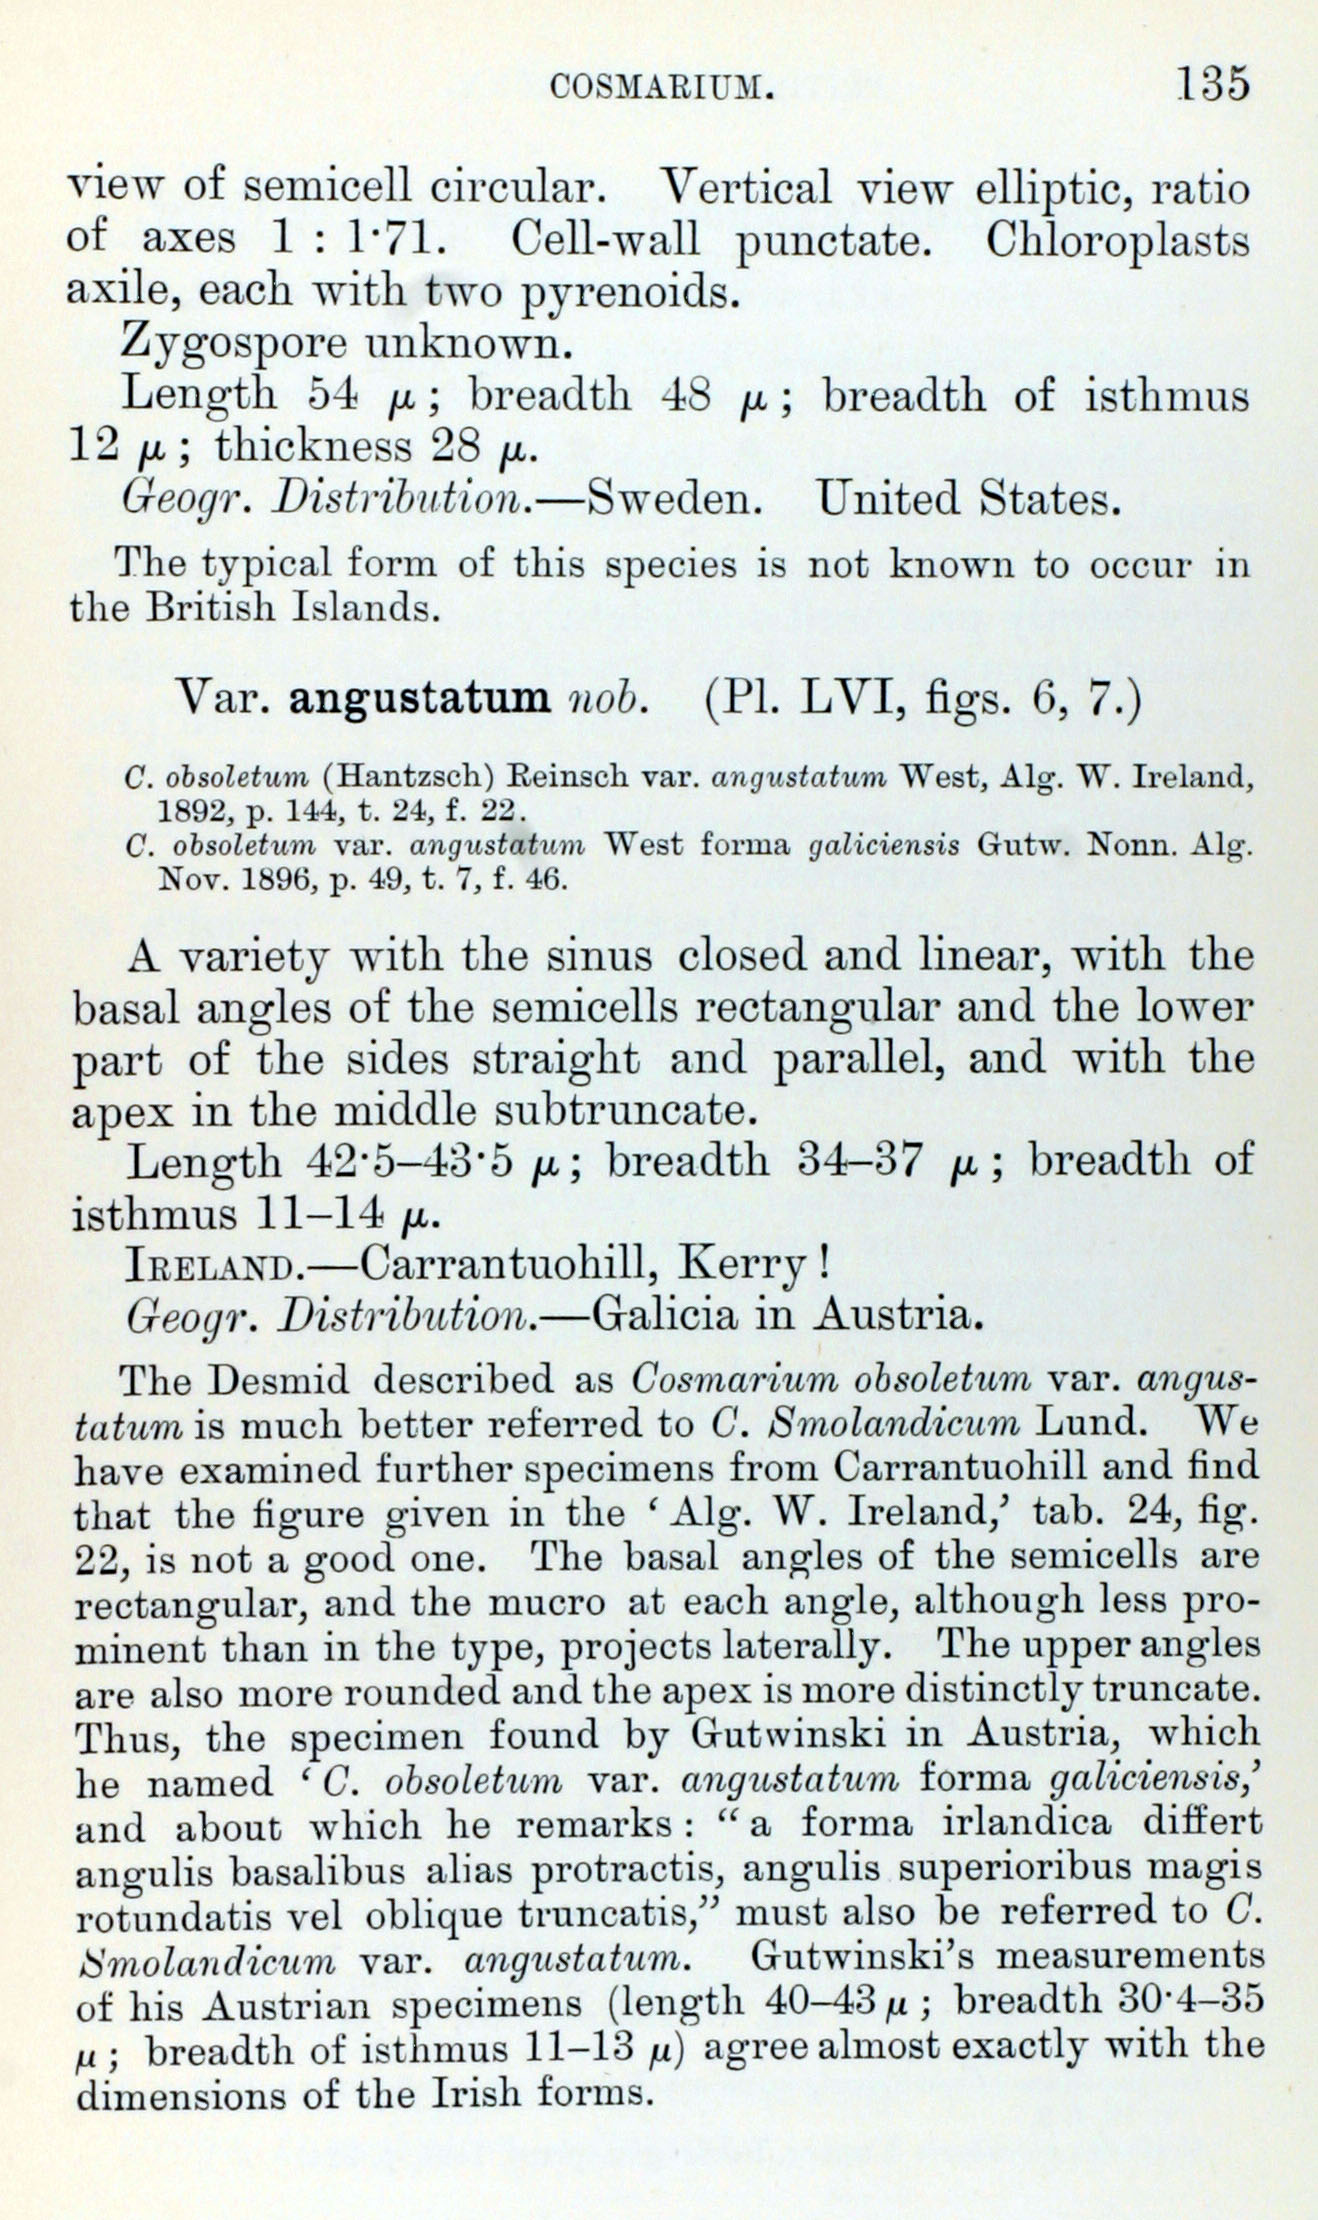 COSMARIUM. 135
view of semicell circular. Vertical view elliptic, ratio
of axes 1 : 1·71. Cell-wall punctate. Chloroplasts
axile, each with two pyrenoids.
Zygospore unknown.
Length 54 μ; breadth 48 μ; breadth of isthmus
12 μ; thickness 28 μ.
Geogr. Distribution.—Sweden. United States.
The typical form of this species is not known to occur in
the British Islands.
Var. angustatum nob. (Pl. LVI, figs. 6, 7.)
C. obsoletum (Hantzsch) Reinsch var. angustatum West, Alg. W. Ireland,
1892, p. 144, t. 24, f. 22.
C. obsoletum var. angustatum West forma galiciensis Gutw. Nonn. Alg.
Nov. 1896, p. 49, t. 7, f. 46.
A variety with the sinus closed and linear, with the
basal angles of the semicells rectangular and the lower
part of the sides straight and parallel, and with the
apex in the middle subtruncate.
Length 42·5–43·5 μ; breadth 34–37 μ; breadth of
isthmus 11–14 μ.
IRELAND.—Carrantuohill, Kerry!
Geogr. Distribution.—Galicia in Austria.
The Desmid described as Cosmarium obsoletum var. angus-
tatum is much better referred to C. Smolandicum Lund. We
have examined further specimens from Carrantuohill and find
that the figure given in the ‘Alg. W. Ireland,’ tab. 24, fig.
22, is not a good one. The basal angles of the semicells are
rectangular, and the mucro at each angle, although less pro-
minent than in the type, projects laterally. The upper angles
are also more rounded and the apex is more distinctly truncate.
Thus, the specimen found by Gutwinski in Austria, which
he named ‘C. obsoletum var. angustatum forma galiciensis,’
and about which he remarks: “a forma irlandica differt
angulis basalibus alias protractis, angulis superioribus magis
rotundatis vel oblique truncatis,” must also be referred to C.
Smolandicum var. angustatum. Gutwinski’s measurements
of his Austrian specimens (length 40–43 μ; breadth 30·4–35
μ; breadth of isthmus 11–13 μ) agree almost exactly with the
dimensions of the Irish forms.